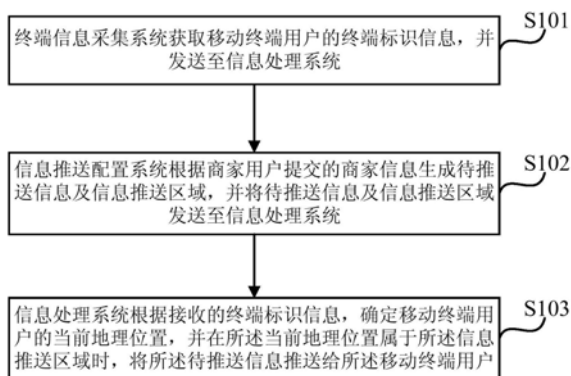 S101
终端信息采集系统获取移动终端用户的终端标识信息，并
发送至信息处理系统
S102
信息推送配置系统根据商家用户提交的商家信息生成待推
送信息及信息推送区域，并将待推送信息及信息推送区域
发送至信息处理系统
S103
信息处理系统根据接收的终端标识信息，确定移动终端用
户的当前地理位置，并在所述当前地理位置属于所述信息
推送区域时，将所述待推送信息推送给所述移动终端用户